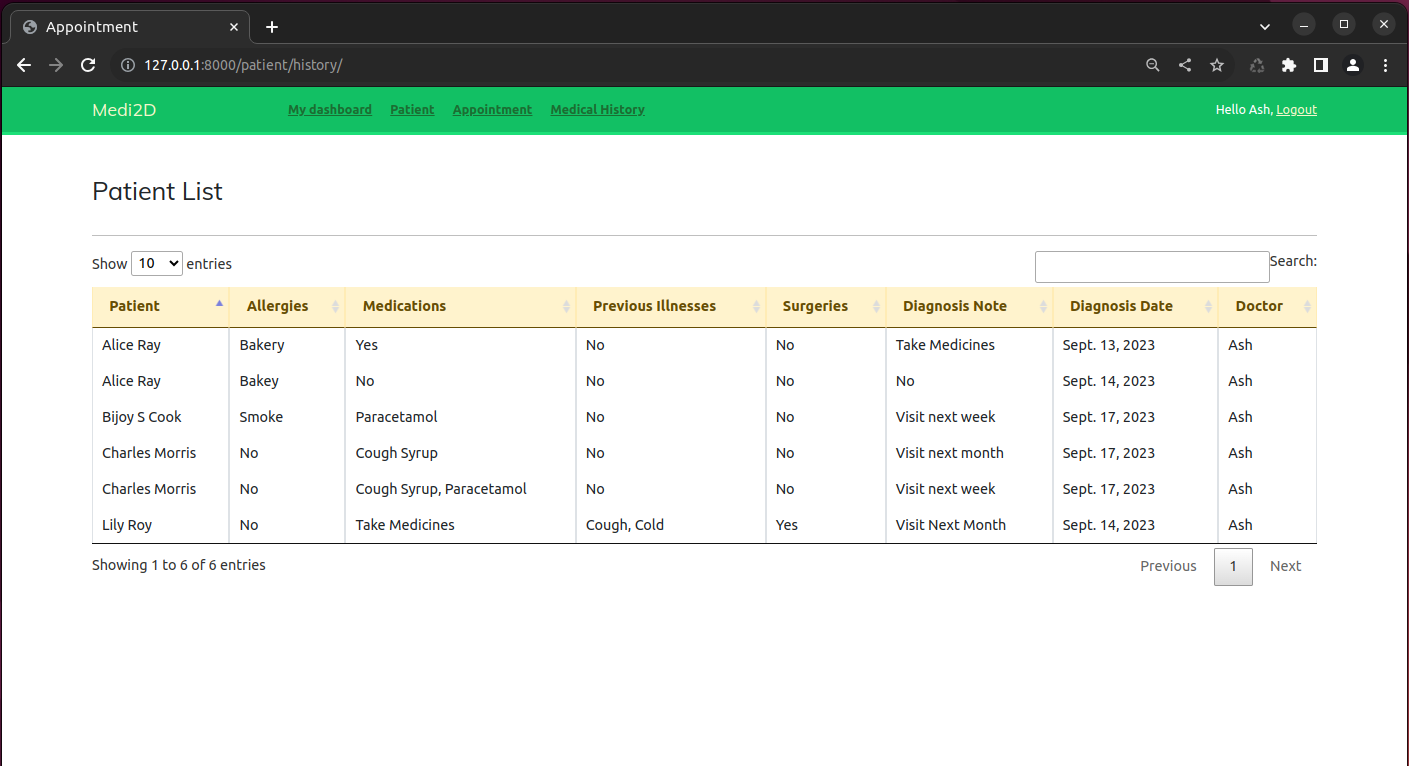 Appointment
127.0.0.1:8000/patient/history/
Medi2D My dashboard Patient Appointment Medical History Hello Ash, Logout
Patient List
Show 10 entries Search:
Patient Allergies Medications Previous Illnesses Surgeries Diagnosis Note Diagnosis Date Doctor
Alice Ray Bakery Yes No No Take Medicines Sept. 13, 2023 Ash
Alice Ray Bakey No No No No Sept. 14, 2023 Ash
Bijoy S Cook Smoke Paracetamol No No Visit next week Sept. 17, 2023 Ash
Charles Morris No Cough Syrup No No Visit next month Sept. 17, 2023 Ash
Charles Morris No Cough Syrup, Paracetamol No No Visit next week Sept. 17, 2023 Ash
Lily Roy No Take Medicines Cough, Cold Yes Visit Next Month Sept. 14, 2023 Ash
Showing 1 to 6 of 6 entries Previous 1 Next